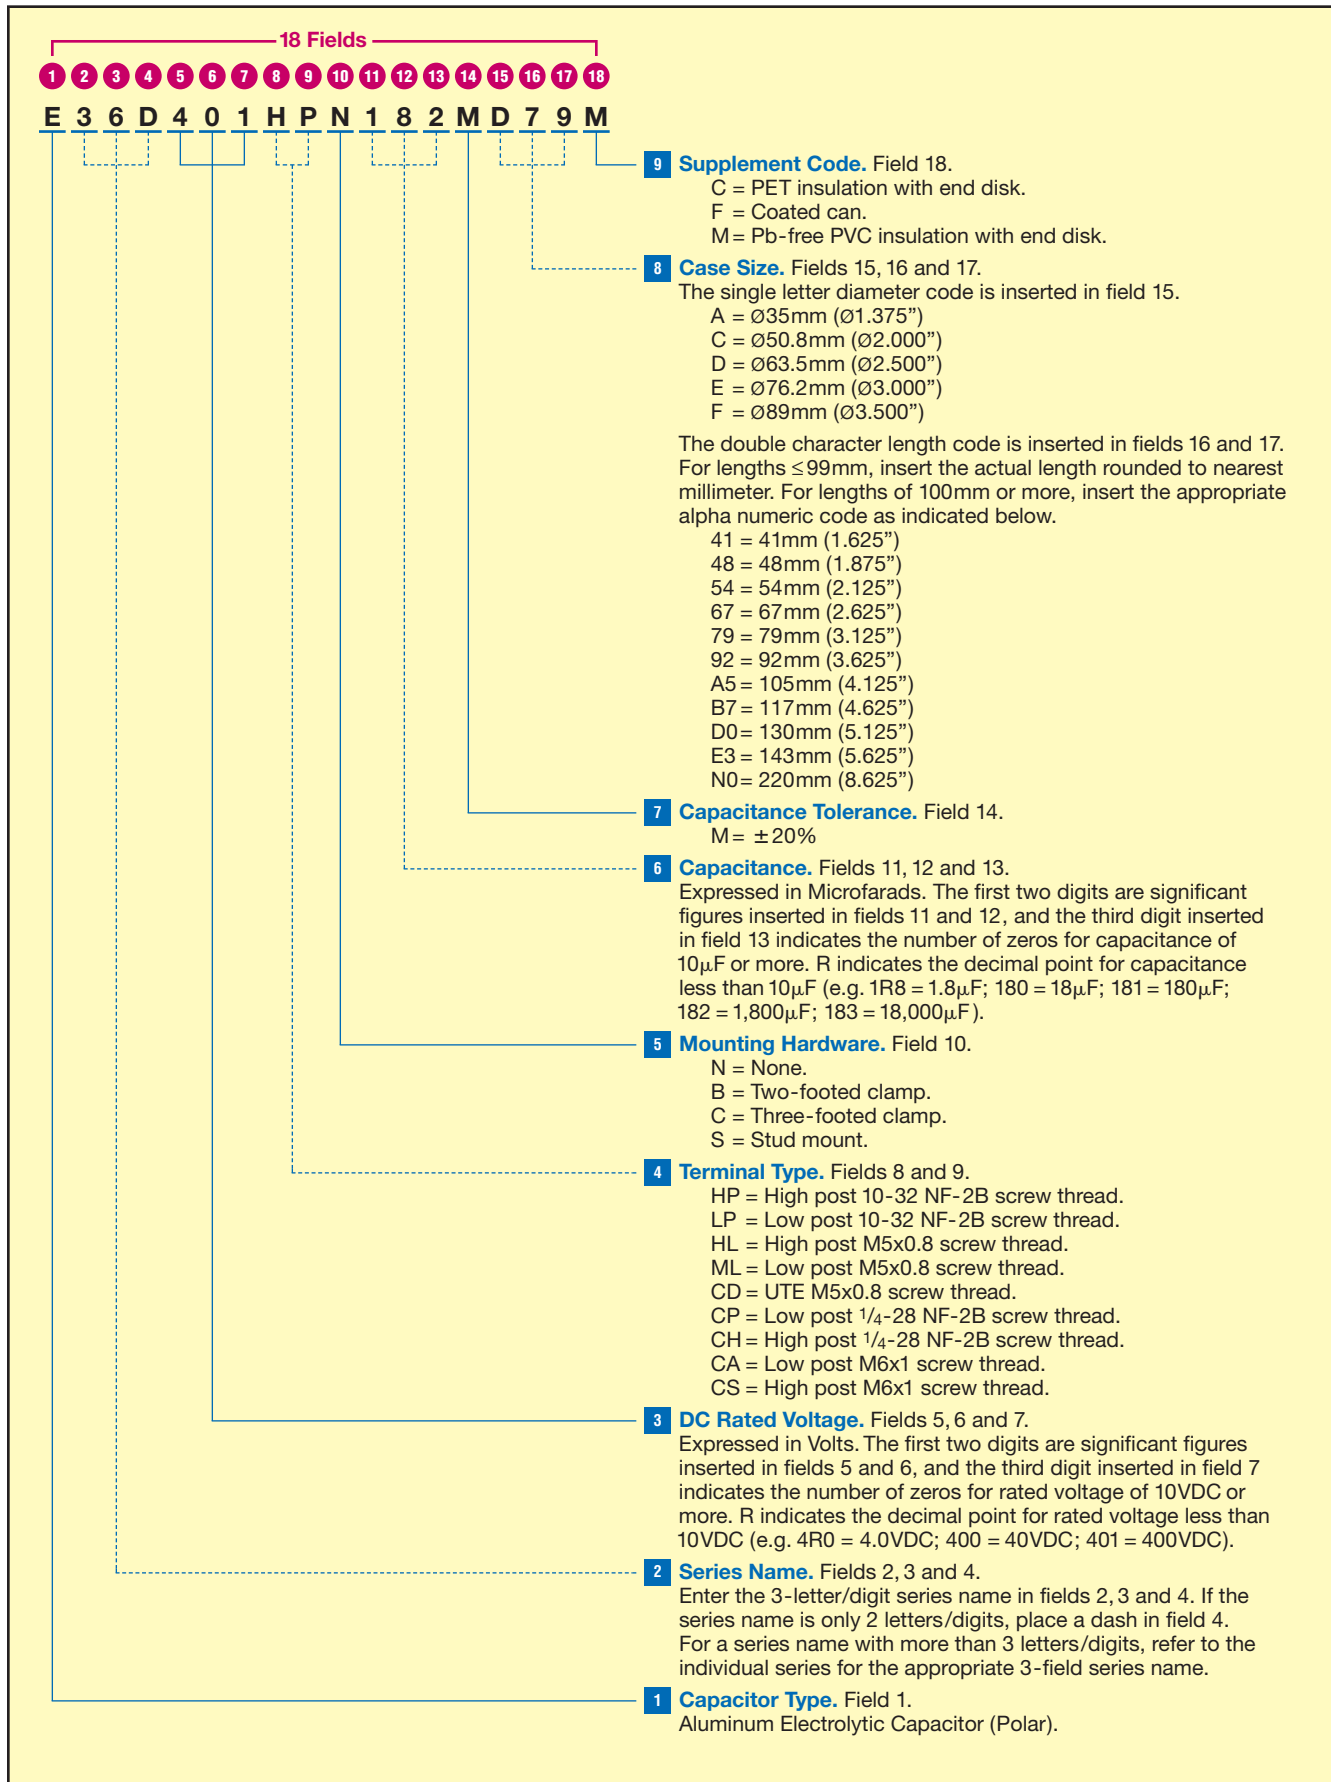 18 Fields
1 2 3 4 5 6 7 8 9 10 11 12 13 14 15 16 17 18
E 3 6 D 4 0 1 H P N 1 8 2 M D 7 9 M
9 Supplement Code. Field 18.
C = PET insulation with end disk.
F = Coated can.
M = Pb-free PVC insulation with end disk.
8 Case Size. Fields 15, 16 and 17.
The single letter diameter code is inserted in field 15.
A = Ø35mm (Ø1.375”)
C = Ø50.8mm (Ø2.000”)
D = Ø63.5mm (Ø2.500”)
E = Ø76.2mm (Ø3.000”)
F = Ø89mm (Ø3.500”)
The double character length code is inserted in fields 16 and 17.
For lengths ≤99mm, insert the actual length rounded to nearest
millimeter. For lengths of 100mm or more, insert the appropriate
alpha numeric code as indicated below.
41 = 41mm (1.625”)
48 = 48mm (1.875”)
54 = 54mm (2.125”)
67 = 67mm (2.625”)
79 = 79mm (3.125”)
92 = 92mm (3.625”)
A5 = 105mm (4.125”)
B7 = 117mm (4.625”)
D0 = 130mm (5.125”)
E3 = 143mm (5.625”)
N0 = 220mm (8.625”)
7 Capacitance Tolerance. Field 14.
M = ±20%
6 Capacitance. Fields 11, 12 and 13.
Expressed in Microfarads. The first two digits are significant
figures inserted in fields 11 and 12, and the third digit inserted
in field 13 indicates the number of zeros for capacitance of
10µF or more. R indicates the decimal point for capacitance
less than 10µF (e.g. 1R8 = 1.8µF; 180 = 18µF; 181 = 180µF;
182 = 1,800µF; 183 = 18,000µF).
5 Mounting Hardware. Field 10.
N = None.
B = Two-footed clamp.
C = Three-footed clamp.
S = Stud mount.
4 Terminal Type. Fields 8 and 9.
HP = High post 10-32 NF-2B screw thread.
LP = Low post 10-32 NF-2B screw thread.
HL = High post M5x0.8 screw thread.
ML = Low post M5x0.8 screw thread.
CD = UTE M5x0.8 screw thread.
CP = Low post 1/4-28 NF-2B screw thread.
CH = High post 1/4-28 NF-2B screw thread.
CA = Low post M6x1 screw thread.
CS = High post M6x1 screw thread.
3 DC Rated Voltage. Fields 5, 6 and 7.
Expressed in Volts. The first two digits are significant figures
inserted in fields 5 and 6, and the third digit inserted in field 7
indicates the number of zeros for rated voltage of 10VDC or
more. R indicates the decimal point for rated voltage less than
10VDC (e.g. 4R0 = 4.0VDC; 400 = 40VDC; 401 = 400VDC).
2 Series Name. Fields 2, 3 and 4.
Enter the 3-letter/digit series name in fields 2, 3 and 4. If the
series name is only 2 letters/digits, place a dash in field 4.
For a series name with more than 3 letters/digits, refer to the
individual series for the appropriate 3-field series name.
1 Capacitor Type. Field 1.
Aluminum Electrolytic Capacitor (Polar).